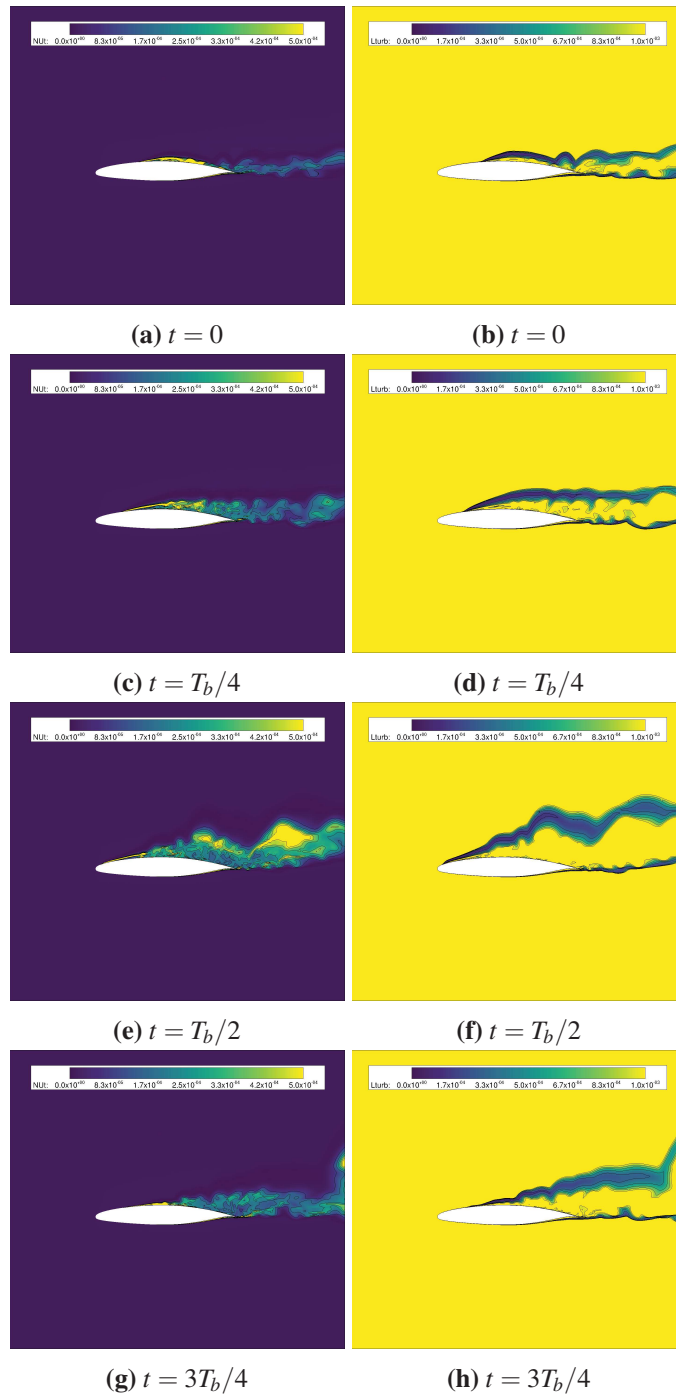 NUt: 0.0x10⁺⁰⁰ 8.3x10⁻⁰⁵ 1.7x10⁻⁰⁴ 2.5x10⁻⁰⁴ 3.3x10⁻⁰⁴ 4.2x10⁻⁰⁴ 5.0x10⁻⁰⁴
Lturb: 0.0x10⁺⁰⁰ 1.7x10⁻⁰⁴ 3.3x10⁻⁰⁴ 5.0x10⁻⁰⁴ 6.7x10⁻⁰⁴ 8.3x10⁻⁰⁴ 1.0x10⁻⁰³
(a) t = 0
(b) t = 0
NUt: 0.0x10⁺⁰⁰ 8.3x10⁻⁰⁵ 1.7x10⁻⁰⁴ 2.5x10⁻⁰⁴ 3.3x10⁻⁰⁴ 4.2x10⁻⁰⁴ 5.0x10⁻⁰⁴
Lturb: 0.0x10⁺⁰⁰ 1.7x10⁻⁰⁴ 3.3x10⁻⁰⁴ 5.0x10⁻⁰⁴ 6.7x10⁻⁰⁴ 8.3x10⁻⁰⁴ 1.0x10⁻⁰³
(c) t = T_b/4
(d) t = T_b/4
NUt: 0.0x10⁺⁰⁰ 8.3x10⁻⁰⁵ 1.7x10⁻⁰⁴ 2.5x10⁻⁰⁴ 3.3x10⁻⁰⁴ 4.2x10⁻⁰⁴ 5.0x10⁻⁰⁴
Lturb: 0.0x10⁺⁰⁰ 1.7x10⁻⁰⁴ 3.3x10⁻⁰⁴ 5.0x10⁻⁰⁴ 6.7x10⁻⁰⁴ 8.3x10⁻⁰⁴ 1.0x10⁻⁰³
(e) t = T_b/2
(f) t = T_b/2
NUt: 0.0x10⁺⁰⁰ 8.3x10⁻⁰⁵ 1.7x10⁻⁰⁴ 2.5x10⁻⁰⁴ 3.3x10⁻⁰⁴ 4.2x10⁻⁰⁴ 5.0x10⁻⁰⁴
Lturb: 0.0x10⁺⁰⁰ 1.7x10⁻⁰⁴ 3.3x10⁻⁰⁴ 5.0x10⁻⁰⁴ 6.7x10⁻⁰⁴ 8.3x10⁻⁰⁴ 1.0x10⁻⁰³
(g) t = 3T_b/4
(h) t = 3T_b/4